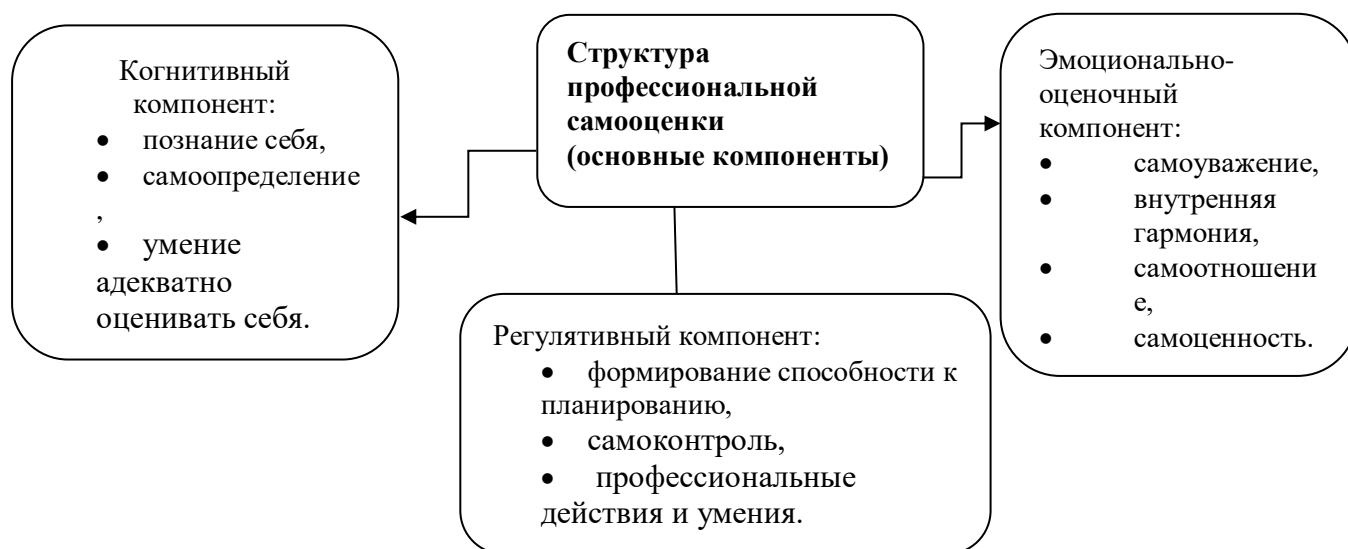 Структура
профессиональной
самооценки
(основные компоненты)
Когнитивный
компонент:
• познание себя,
• самоопределение
,
• умение
адекватно
оценивать себя.
Эмоционально-
оценочный
компонент:
• самоуважение,
• внутренняя
гармония,
• самоотношени
е,
• самоценность.
Регулятивный компонент:
• формирование способности к
планированию,
• самоконтроль,
• профессиональные
действия и умения.